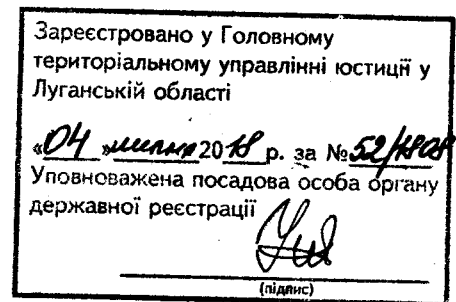 Зареєстровано у Головному
територіальному управлінні юстиції у
Луганській області
«04» липня 2018 р. за №52/1808
Уповноважена посадова особа органу
державної реєстрації
(підпис)